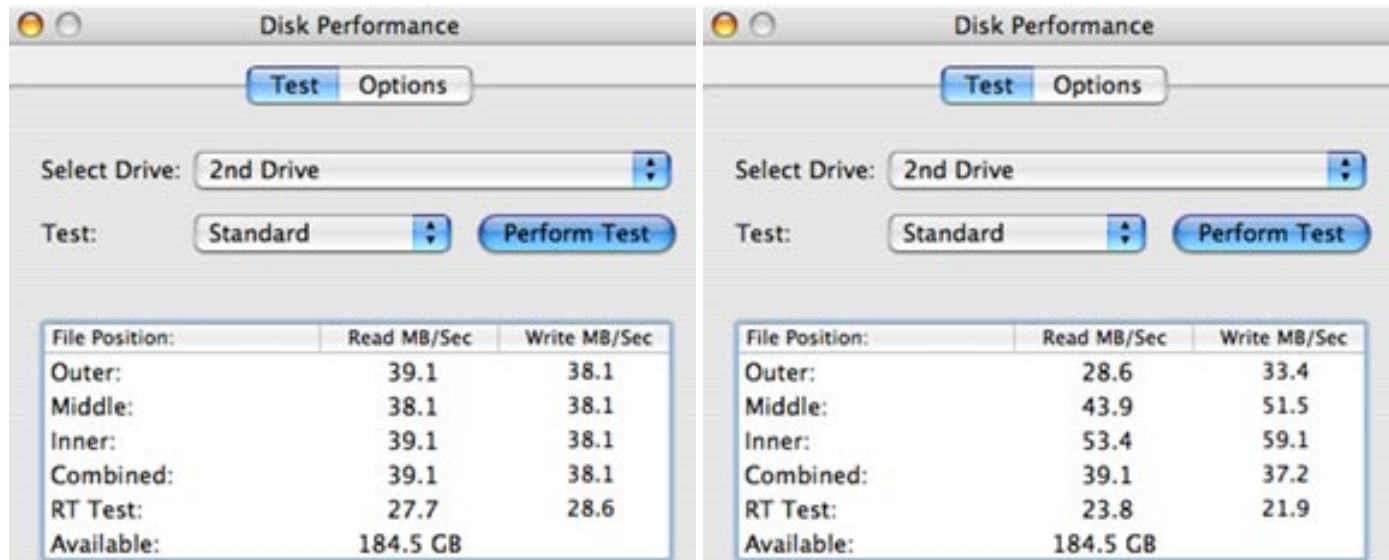 Disk Performance
Test Options
Select Drive: 2nd Drive
Test: Standard Perform Test
File Position: Read MB/Sec Write MB/Sec
Outer: 39.1 38.1
Middle: 38.1 38.1
Inner: 39.1 38.1
Combined: 39.1 38.1
RT Test: 27.7 28.6
Available: 184.5 GB
Disk Performance
Test Options
Select Drive: 2nd Drive
Test: Standard Perform Test
File Position: Read MB/Sec Write MB/Sec
Outer: 28.6 33.4
Middle: 43.9 51.5
Inner: 53.4 59.1
Combined: 39.1 37.2
RT Test: 23.8 21.9
Available: 184.5 GB